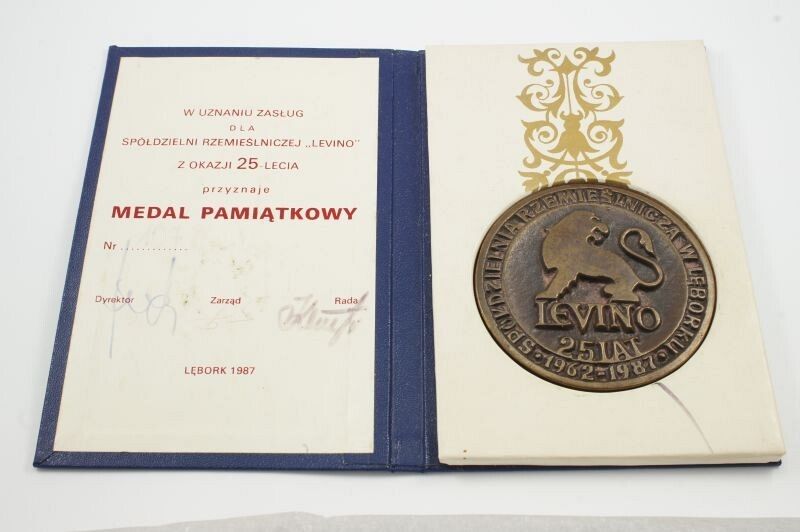 W UZNANIU ZASŁUG
DLA
SPÓŁDZIELNI RZEMIEŚLNICZEJ „LEVINO"
Z OKAZJI 25-LECIA
przyznaje
MEDAL PAMIĄTKOWY
Nr .............
Dyrektor Zarząd Rada
LĘBORK 1987
SPÓŁDZIELNIA RZEMIEŚLNICZA W LĘBORKU
LEVINO
25 LAT
·1962-1987·